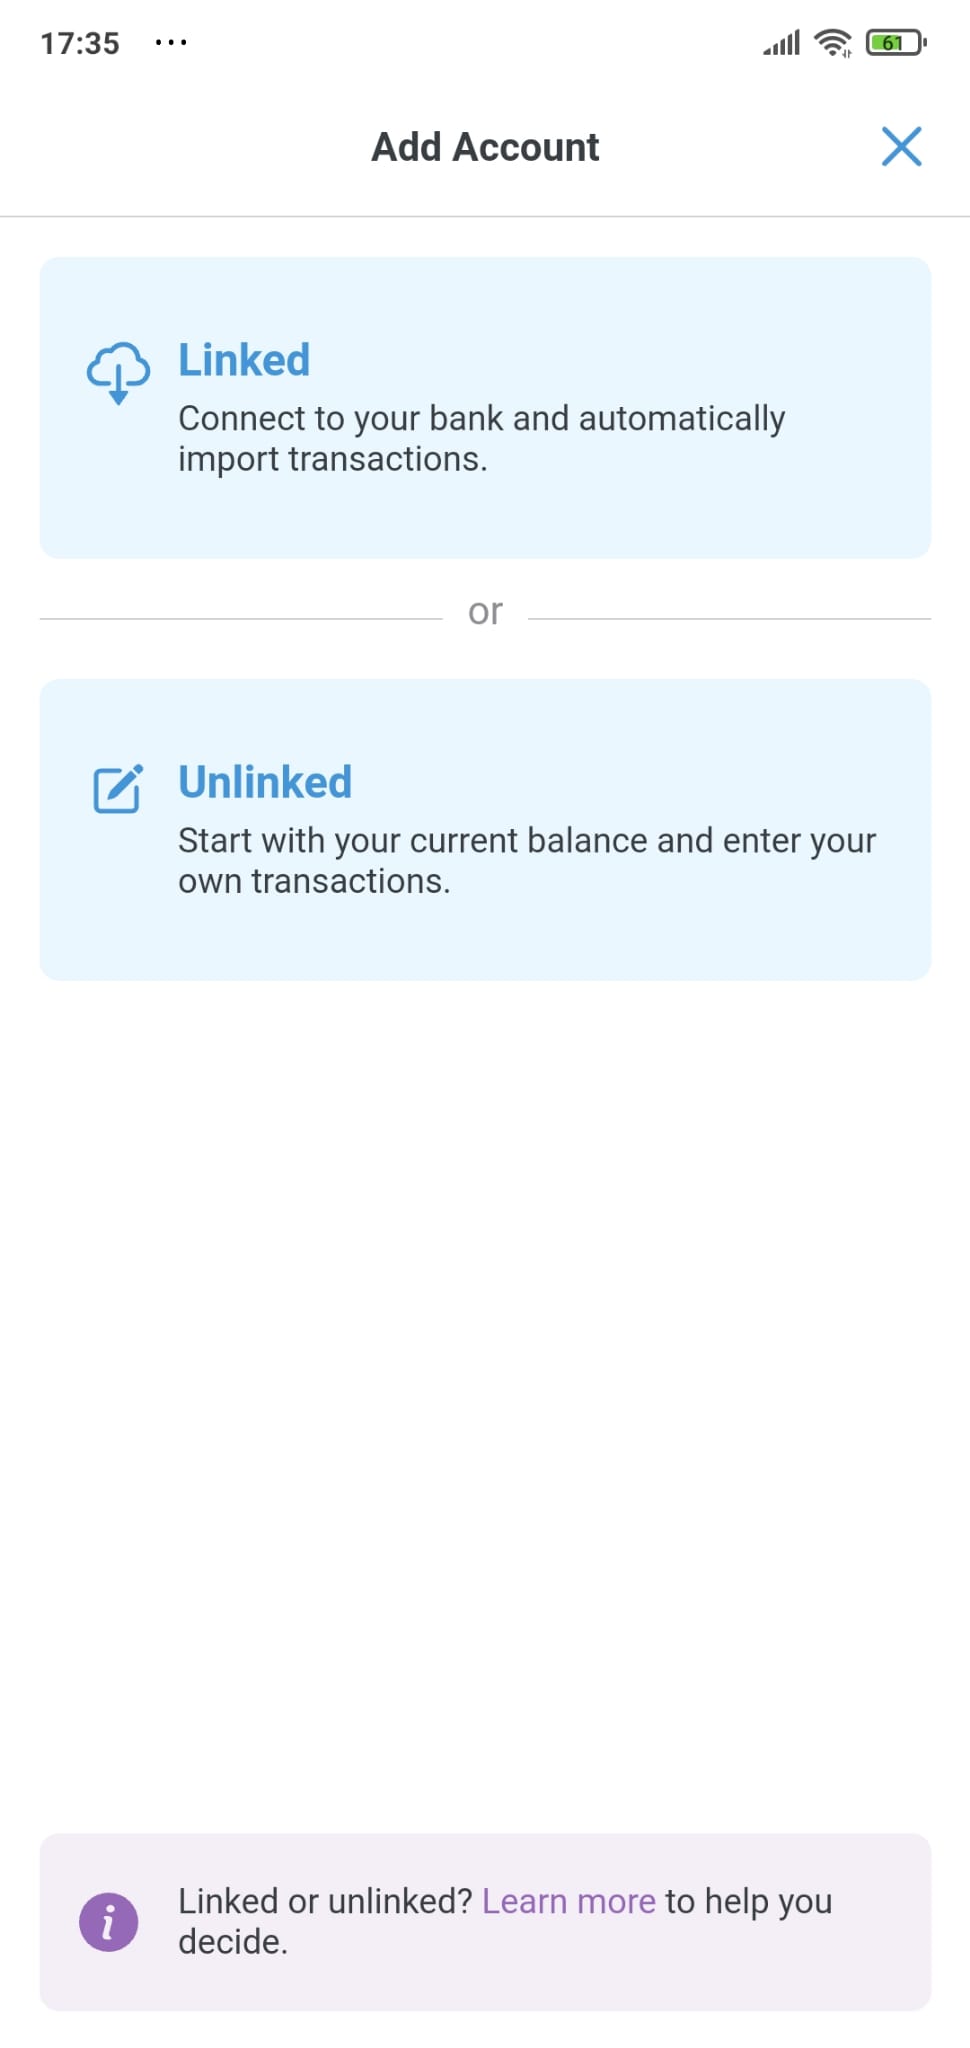 17:35 ...
61
Add Account
Linked
Connect to your bank and automatically
import transactions.
or
Unlinked
Start with your current balance and enter your
own transactions.
Linked or unlinked? Learn more to help you
decide.